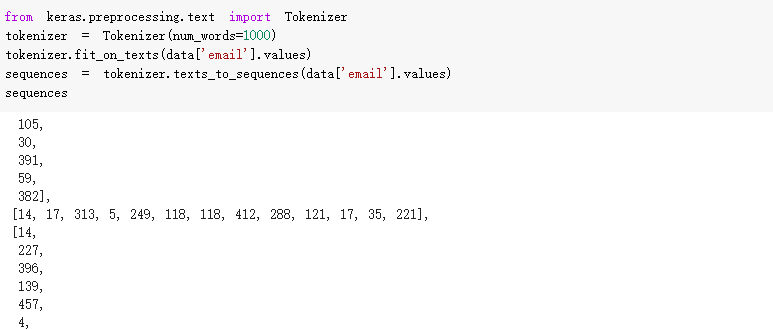 from keras.preprocessing.text import Tokenizer
tokenizer = Tokenizer(num_words=1000)
tokenizer.fit_on_texts(data['email'].values)
sequences = tokenizer.texts_to_sequences(data['email'].values)
sequences
105,
30,
391,
59,
382],
[14, 17, 313, 5, 249, 118, 118, 412, 288, 121, 17, 35, 221],
[14,
227,
396,
139,
457,
4,